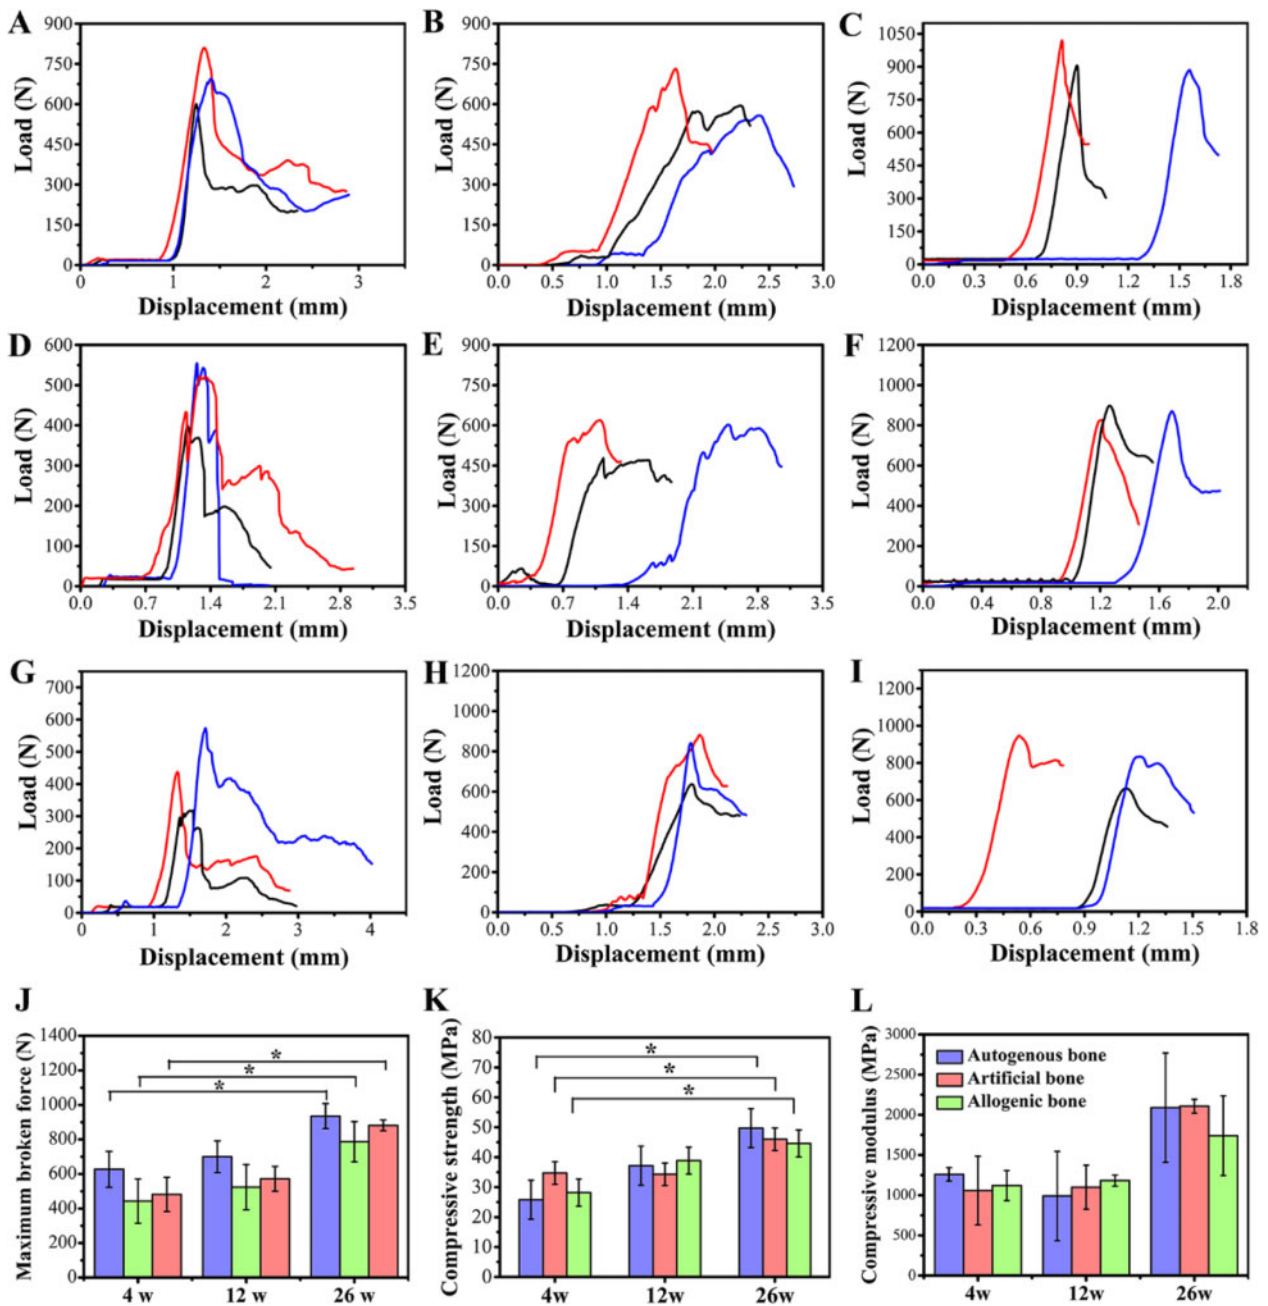 A
B
C
900
750
600
450
300
150
0
Load (N)
0 1 2 3
Displacement (mm)
900
750
600
450
300
150
0
Load (N)
0.0 0.5 1.0 1.5 2.0 2.5 3.0
Displacement (mm)
1050
900
750
600
450
300
150
0
Load (N)
0.0 0.3 0.6 0.9 1.2 1.5 1.8
Displacement (mm)
D
E
F
600
500
400
300
200
100
0
Load (N)
0.0 0.7 1.4 2.1 2.8 3.5
Displacement (mm)
900
750
600
450
300
150
0
Load (N)
0.0 0.7 1.4 2.1 2.8 3.5
Displacement (mm)
1200
1000
800
600
400
200
0
Load (N)
0.0 0.4 0.8 1.2 1.6 2.0
Displacement (mm)
G
H
I
700
600
500
400
300
200
100
0
Load (N)
0 1 2 3 4
Displacement (mm)
1200
1000
800
600
400
200
0
Load (N)
0.0 0.5 1.0 1.5 2.0 2.5 3.0
Displacement (mm)
1200
1000
800
600
400
200
0
Load (N)
0.0 0.3 0.6 0.9 1.2 1.5 1.8
Displacement (mm)
J
K
L
1400
1200
1000
800
600
400
200
0
Maximum broken force (N)
*
*
*
4 w 12 w 26 w
80
70
60
50
40
30
20
10
0
Compressive strength (MPa)
*
*
*
4w 12w 26w
3000
2500
2000
1500
1000
500
0
Compressive modulus (MPa)
Autogenous bone
Artificial bone
Allogenic bone
4w 12w 26w